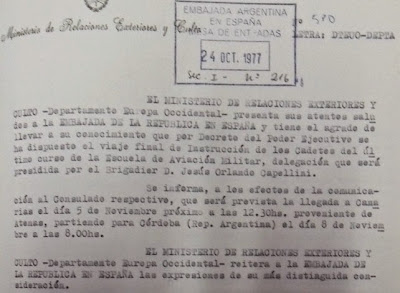 EMBAJADA ARGENTINA
EN ESPAÑA
MESA DE ENTRADAS
24 OCT. 1977
Sec. I - Nº 216
Ministerio de Relaciones Exteriores y Culto
Nº 580
LETRA: DTEUO-DEPTA
EL MINISTERIO DE RELACIONES EXTERIORES Y
CULTO -Departamento Europa Occidental- presenta sus atentos salu
dos a la EMBAJADA DE LA REPUBLICA EN ESPAÑA y tiene el agrado de
llevar a su conocimiento que por Decreto del Poder Ejecutivo se
ha dispuesto el viaje final de Instrucción de los Cadetes del úl
timo curso de la Escuela de Aviación Militar, delegación que será
presidida por el Brigadier D. Jesús Orlando Capellini.
Se informa, a los efectos de la comunica-
ción al Consulado respectivo, que será prevista la llegada a Cana
rias el día 5 de Noviembre próximo a las 12.30hs. proveniente de
Atenas, partiendo para Córdoba (Rep. Argentina) el día 8 de Noviem
bre a las 8.00hs.
EL MINISTERIO DE RELACIONES EXTERIORES Y
CULTO -Departamento Europa Occidental- reitera a la EMBAJADA DE
LA REPUBLICA EN ESPAÑA las expresiones de su más distinguida con-
sideración.